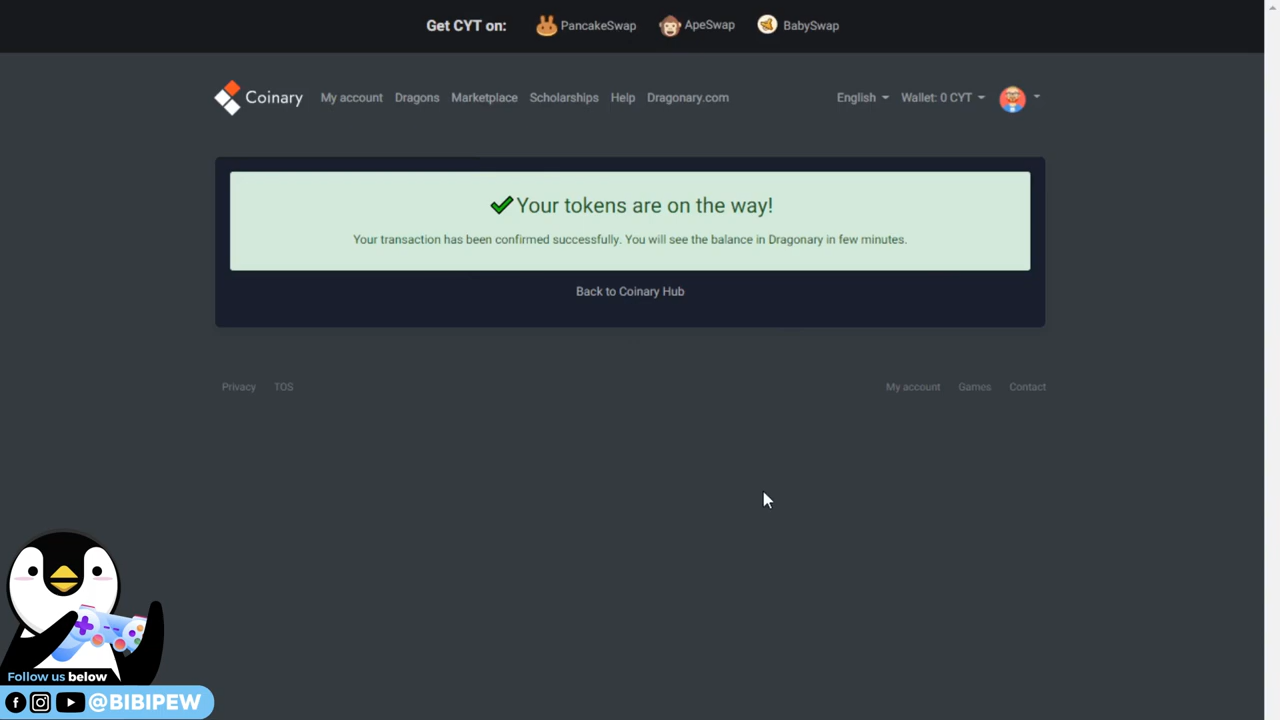 Get CYT on: PancakeSwap ApeSwap BabySwap
Coinary My account Dragons Marketplace Scholarships Help Dragonary.com English Wallet: 0 CYT
Your tokens are on the way!
Your transaction has been confirmed successfully. You will see the balance in Dragonary in few minutes.
Back to Coinary Hub
Privacy TOS My account Games Contact
Follow us below
@BIBIPEW